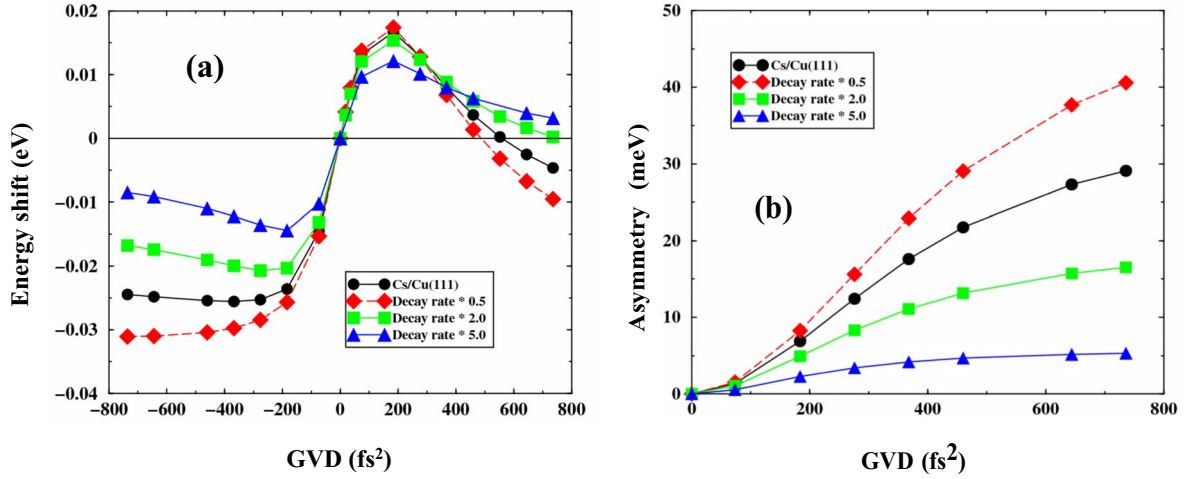 0.02
0.01
0
−0.01
−0.02
−0.03
−0.04
Energy shift (eV)
(a)
Cs/Cu(111)
Decay rate * 0.5
Decay rate * 2.0
Decay rate * 5.0
−800 −600 −400 −200 0 200 400 600 800
GVD (fs²)
50
40
30
20
10
0
Asymmetry (meV)
Cs/Cu(111)
Decay rate * 0.5
Decay rate * 2.0
Decay rate * 5.0
(b)
0 200 400 600 800
GVD (fs²)